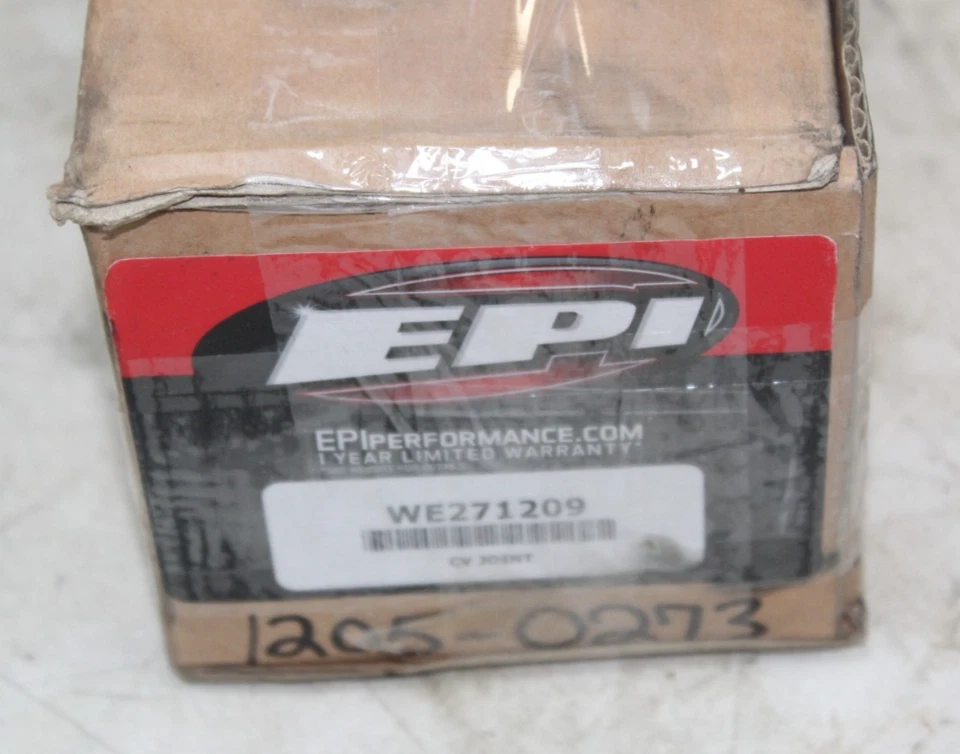 EPI
EPIPERFORMANCE.COM
1 YEAR LIMITED WARRANTY*
WE271209
CV JOINT
1205-0273